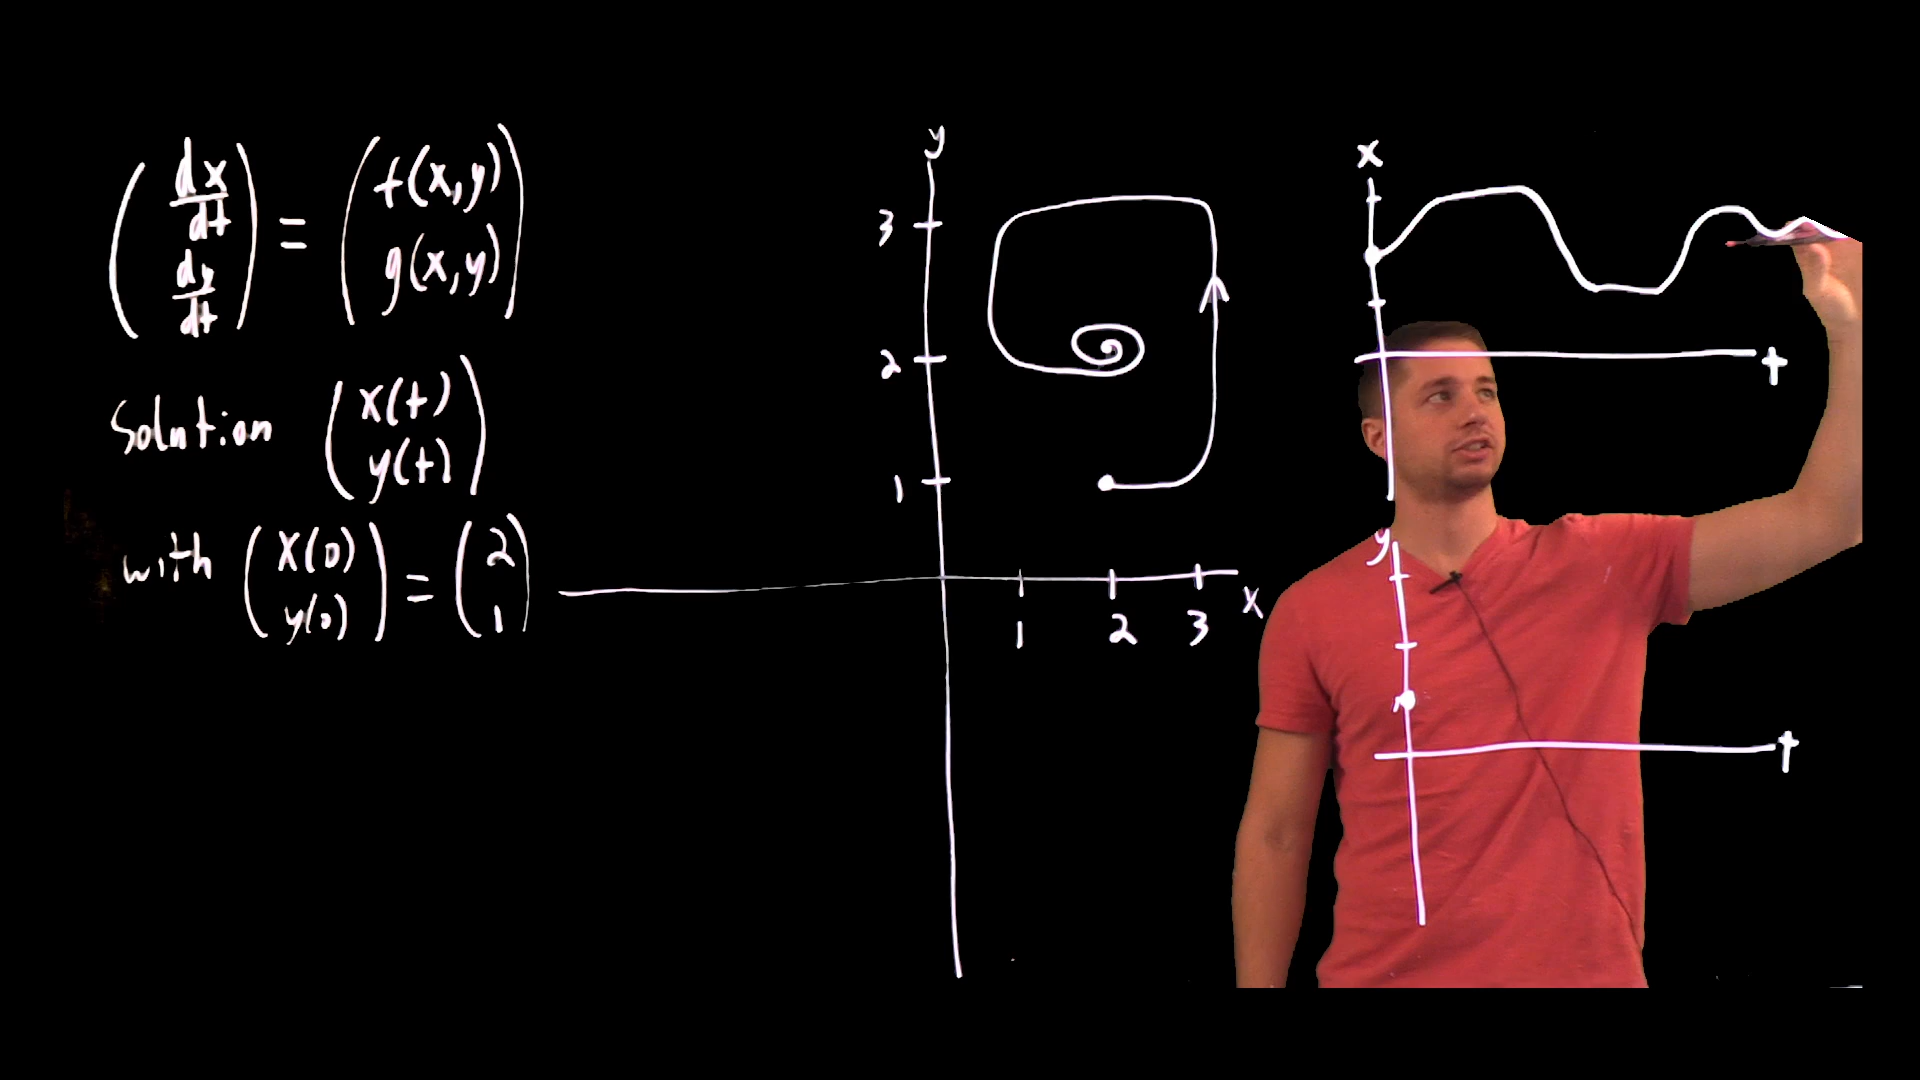 (dx/dt) = (f(x,y))
(dy/dt) (g(x,y))
Solution (x(t))
(y(t))
with (x(0)) = (2)
(y(0)) (1)
y
3
2
1
1 2 3 x
x
t
y
t